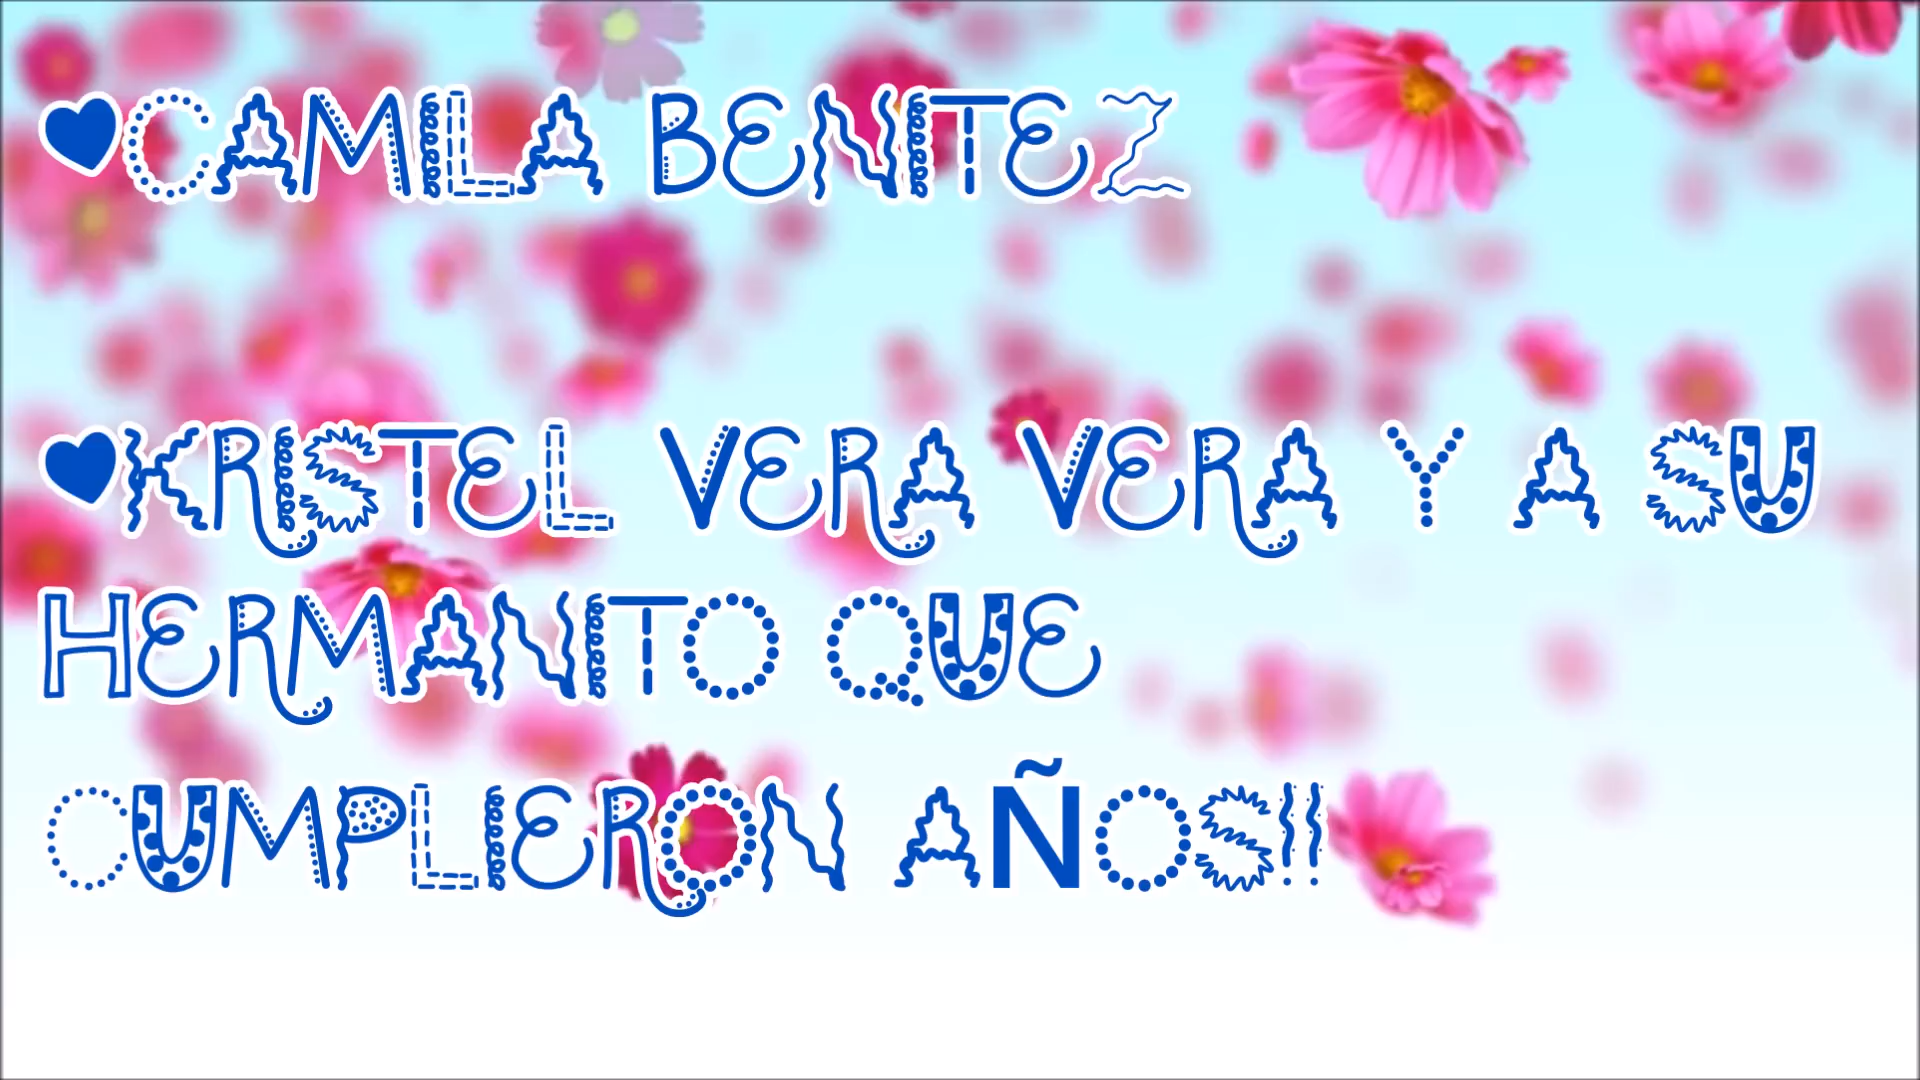 ♥CAMILA BENITEZ
♥KRISTEL VERA VERA Y A SU
HERMANITO QUE
CUMPLIERON AÑOS!!